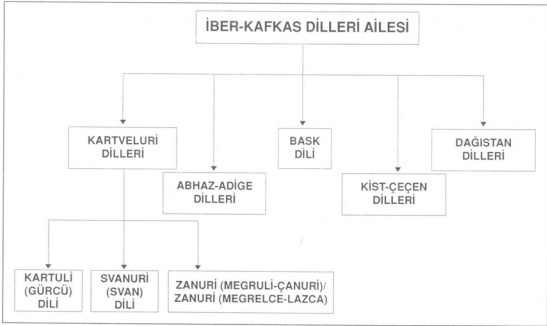 İBER-KAFKAS DİLLERİ AİLESİ
KARTVELURİ
DİLLERİ
ABHAZ-ADİGE
DİLLERİ
BASK
DİLİ
KİST-ÇEÇEN
DİLLERİ
DAĞISTAN
DİLLERİ
KARTULİ
(GÜRCÜ)
DİLİ
SVANURİ
(SVAN)
DİLİ
ZANURİ (MEGRULİ-ÇANURİ)/
ZANURİ (MEGRELCE-LAZCA)